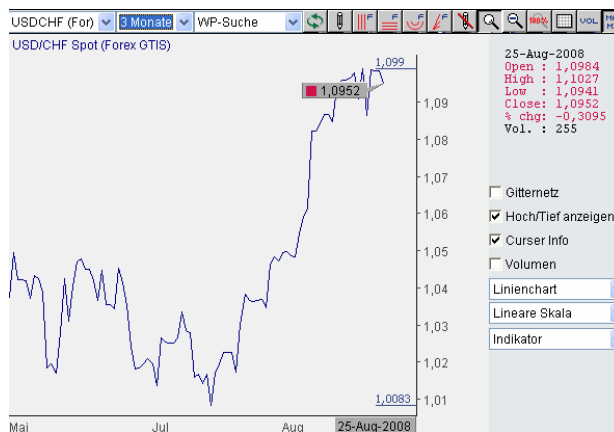 USDCHF (For) 3 Monate WP-Suche 100% VOL
USD/CHF Spot (Forex GTIS)
1,099
1,0952
1,09
1,08
1,07
1,06
1,05
1,04
1,03
1,02
1,01
1,0083
Mai Jul Aug 25-Aug-2008
25-Aug-2008
Open : 1,0984
High : 1,1027
Low : 1,0941
Close: 1,0952
% chg: -0,3095
Vol. : 255
Gitternetz
Hoch/Tief anzeigen
Curser Info
Volumen
Linienchart
Lineare Skala
Indikator